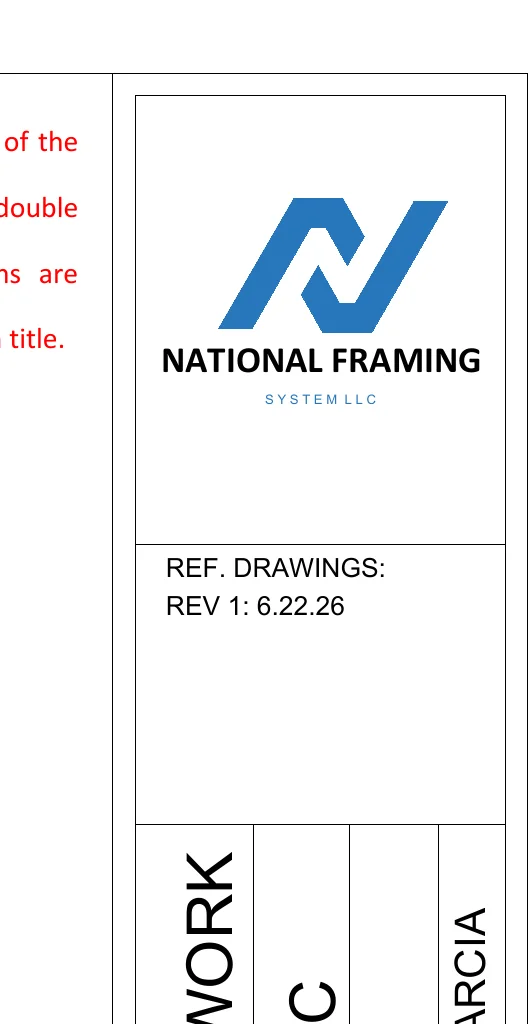 of the
double
are
title.
NATIONAL FRAMING
SYSTEM LLC
REF. DRAWINGS:
REV 1: 6.22.26
WORK
C
ARCIA